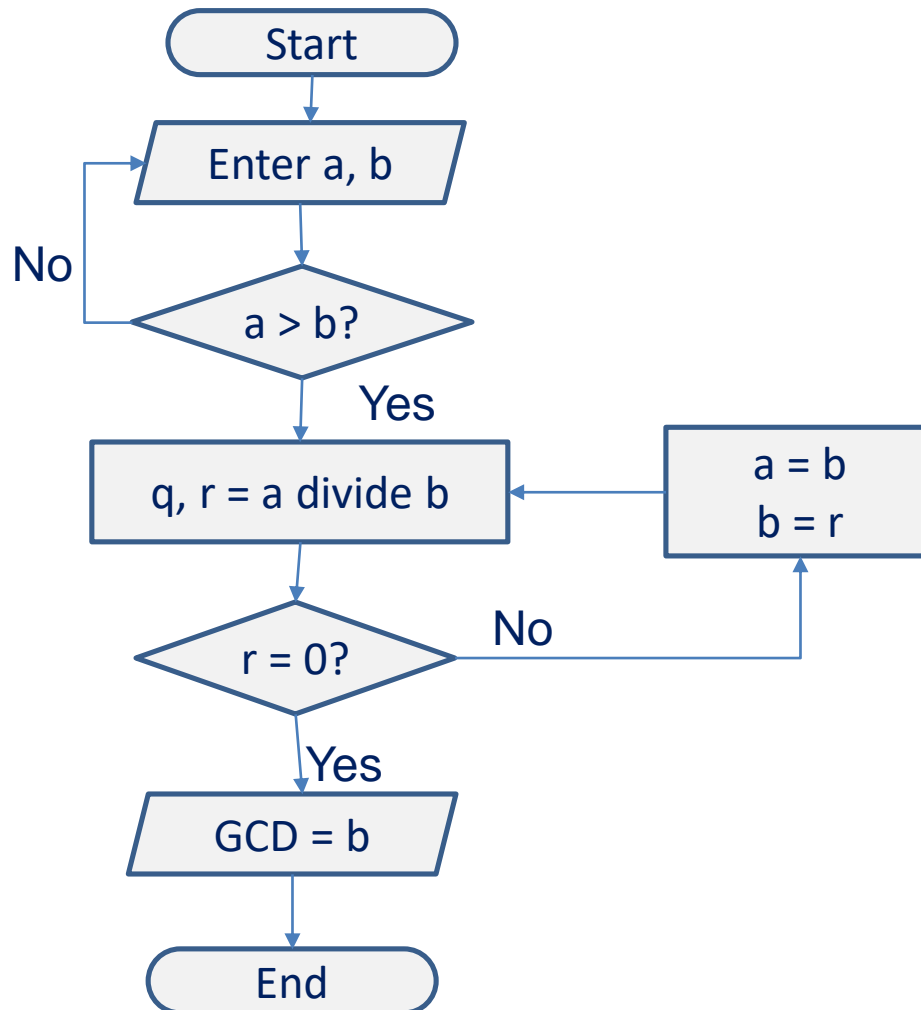 Start
Enter a, b
No
a > b?
Yes
q, r = a divide b
a = b
b = r
r = 0?
No
Yes
GCD = b
End